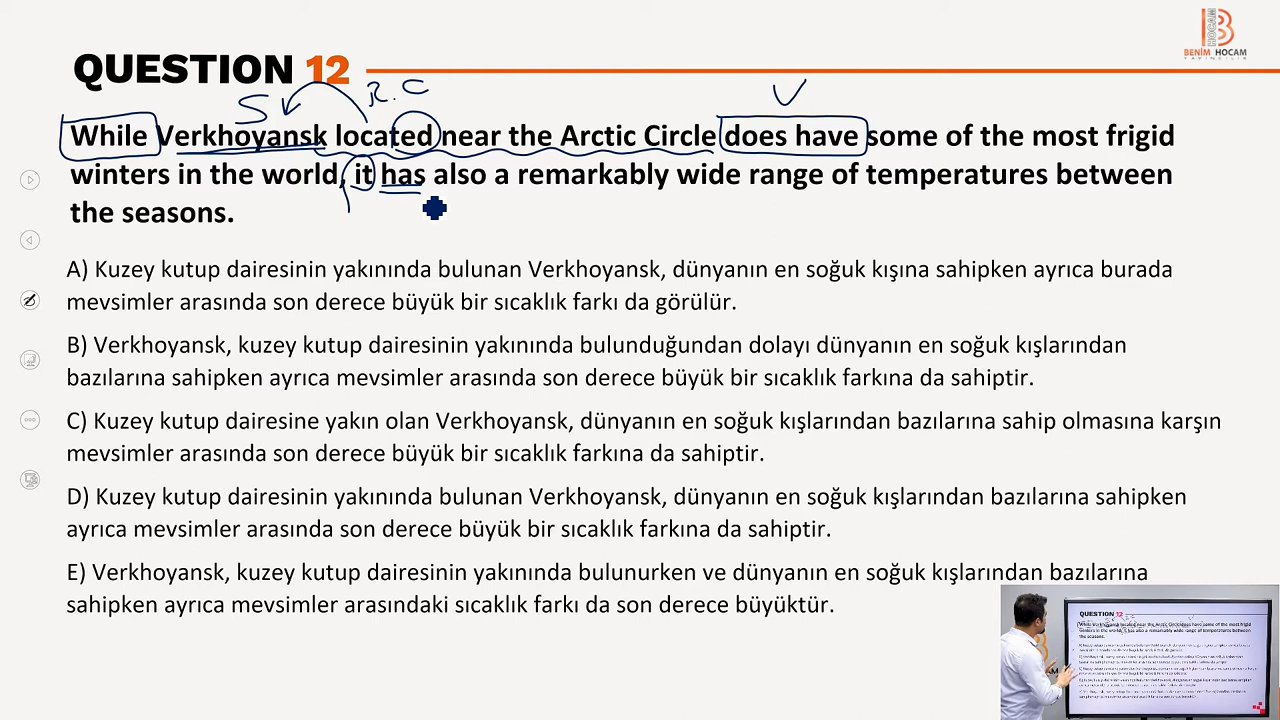 BENİM HOCAM
YAYINCILIK
QUESTION 12
S R.C V
While Verkhoyansk located near the Arctic Circle does have some of the most frigid
winters in the world, it has also a remarkably wide range of temperatures between
the seasons.
A) Kuzey kutup dairesinin yakınında bulunan Verkhoyansk, dünyanın en soğuk kışına sahipken ayrıca burada
mevsimler arasında son derece büyük bir sıcaklık farkı da görülür.
B) Verkhoyansk, kuzey kutup dairesinin yakınında bulunduğundan dolayı dünyanın en soğuk kışlarından
bazılarına sahipken ayrıca mevsimler arasında son derece büyük bir sıcaklık farkına da sahiptir.
C) Kuzey kutup dairesine yakın olan Verkhoyansk, dünyanın en soğuk kışlarından bazılarına sahip olmasına karşın
mevsimler arasında son derece büyük bir sıcaklık farkına da sahiptir.
D) Kuzey kutup dairesinin yakınında bulunan Verkhoyansk, dünyanın en soğuk kışlarından bazılarına sahipken
ayrıca mevsimler arasında son derece büyük bir sıcaklık farkına da sahiptir.
E) Verkhoyansk, kuzey kutup dairesinin yakınında bulunurken ve dünyanın en soğuk kışlarından bazılarına
sahipken ayrıca mevsimler arasındaki sıcaklık farkı da son derece büyüktür.
QUESTION 12